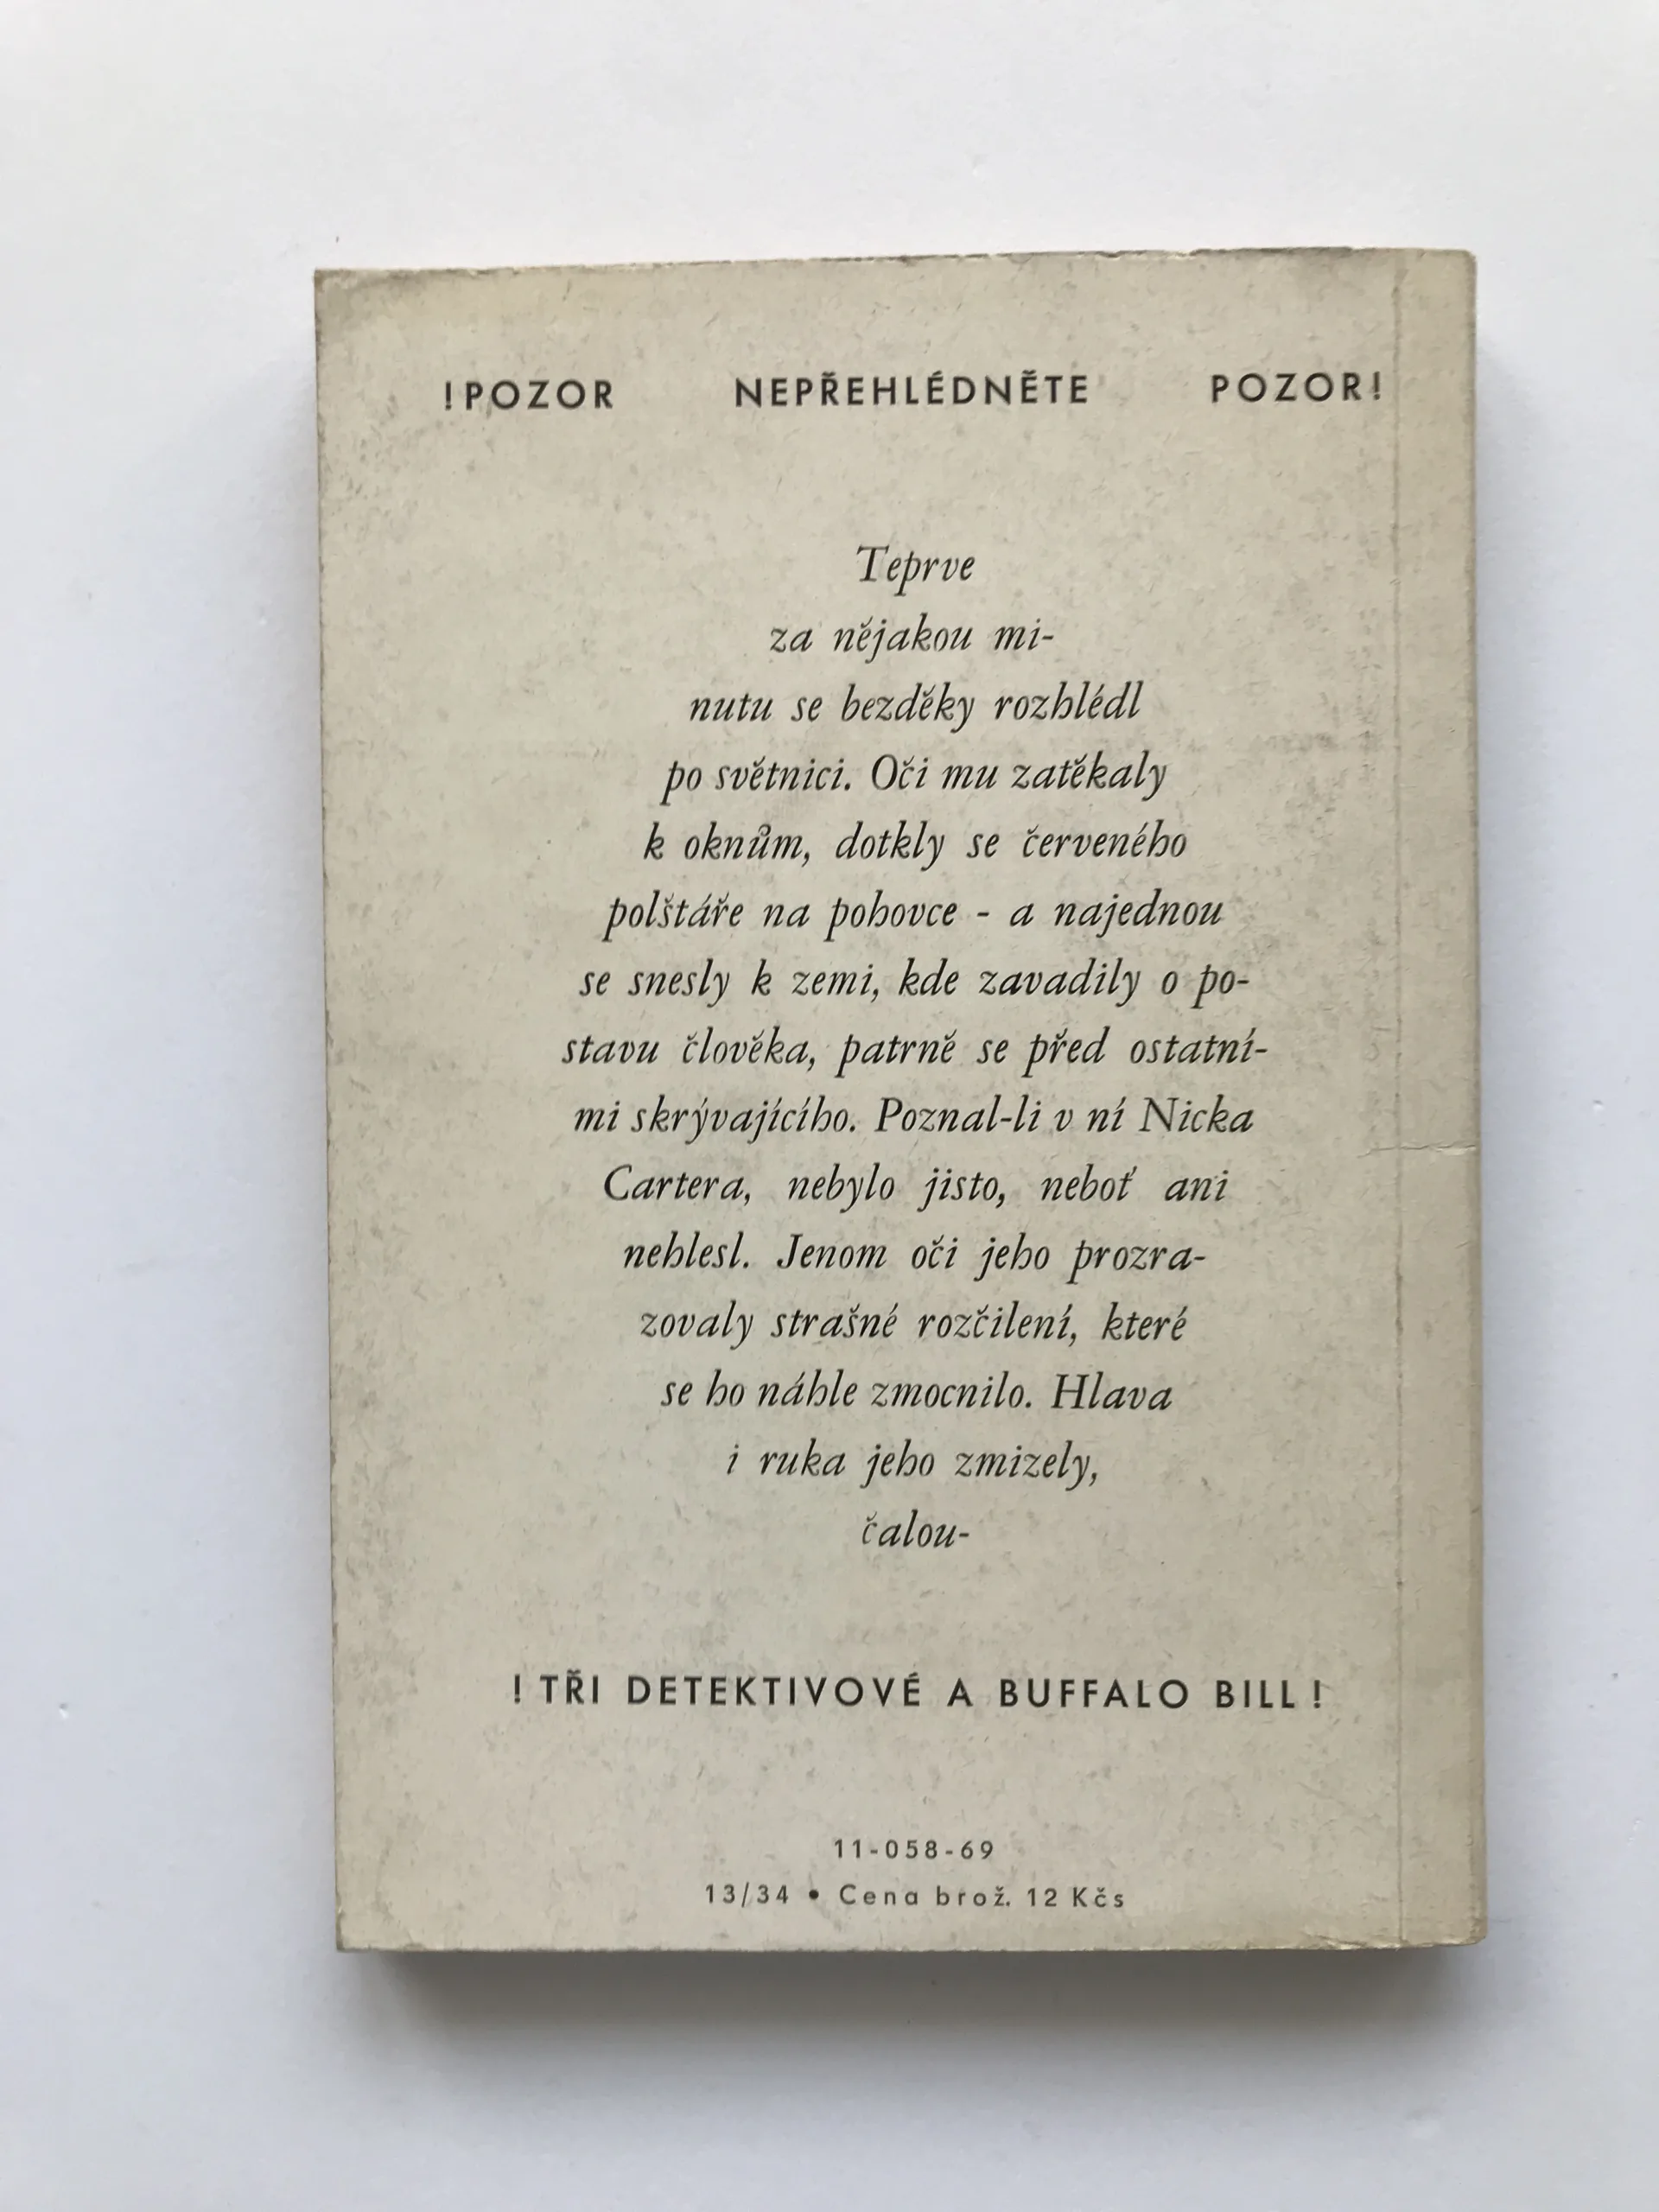 !POZOR NEPŘEHLÉDNĚTE POZOR!
Teprve
za nějakou mi-
nutu se bezděky rozhlédl
po světnici. Oči mu zatěkaly
k oknům, dotkly se červeného
polštáře na pohovce - a najednou
se snesly k zemi, kde zavadily o po-
stavu člověka, patrně se před ostatní-
mi skrývajícího. Poznal-li v ní Nicka
Cartera, nebylo jisto, neboť ani
nehlesl. Jenom oči jeho prozra-
zovaly strašné rozčilení, které
se ho náhle zmocnilo. Hlava
i ruka jeho zmizely,
čalou-
! TŘI DETEKTIVOVÉ A BUFFALO BILL !
11-058-69
13/34 • Cena brož. 12 Kčs